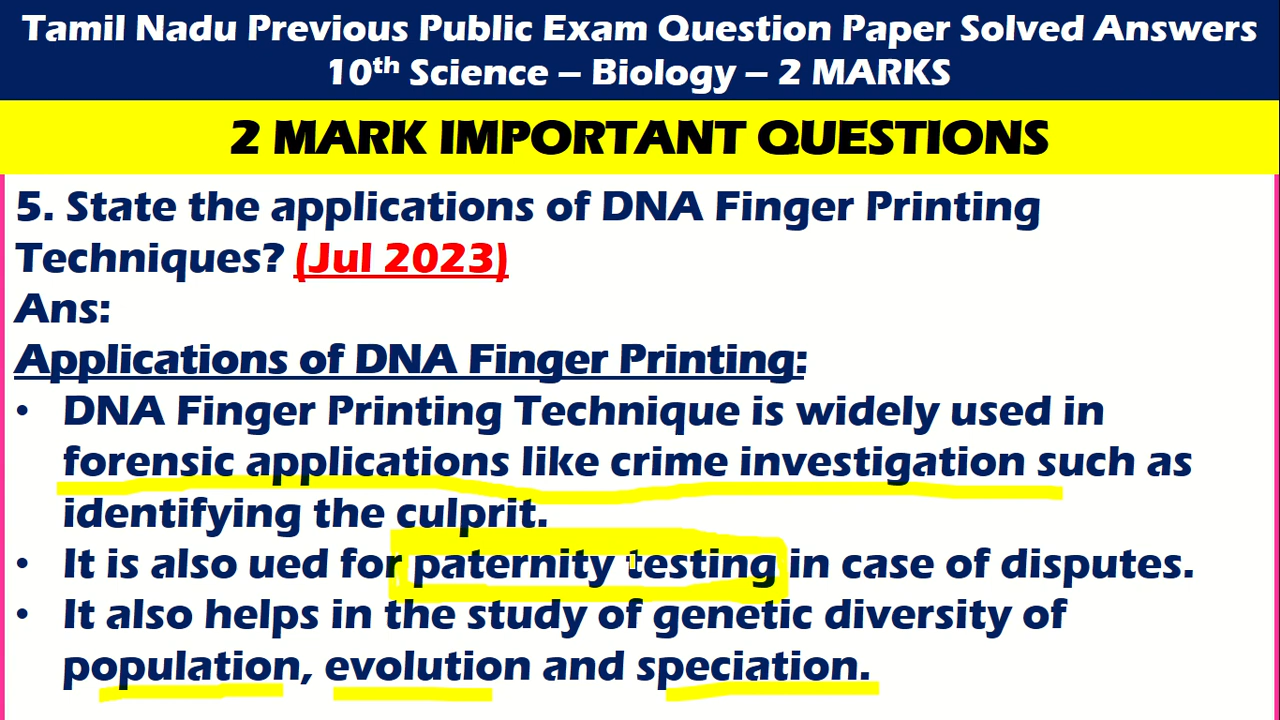 Tamil Nadu Previous Public Exam Question Paper Solved Answers
10th Science – Biology – 2 MARKS
2 MARK IMPORTANT QUESTIONS
5. State the applications of DNA Finger Printing
Techniques? (Jul 2023)
Ans:
Applications of DNA Finger Printing:
• DNA Finger Printing Technique is widely used in
forensic applications like crime investigation such as
identifying the culprit.
• It is also ued for paternity testing in case of disputes.
• It also helps in the study of genetic diversity of
population, evolution and speciation.